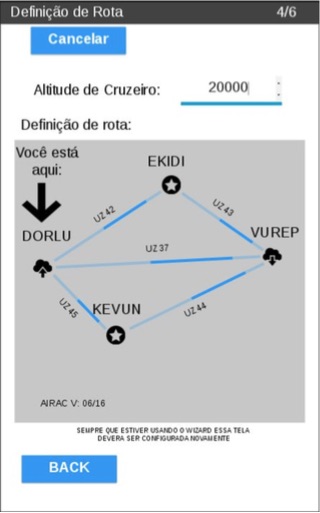 Definição de Rota 4/6
Cancelar
Altitude de Cruzeiro: 20000
Definição de rota:
Você está
aqui:
EKIDI
UZ42
UZ43
DORLU
VUREP
UZ37
UZ45
KEVUN
UZ44
AIRAC V: 06/16
SEMPRE QUE ESTIVER USANDO O WIZARD ESSA TELA
DEVERA SER CONFIGURADA NOVAMENTE
BACK